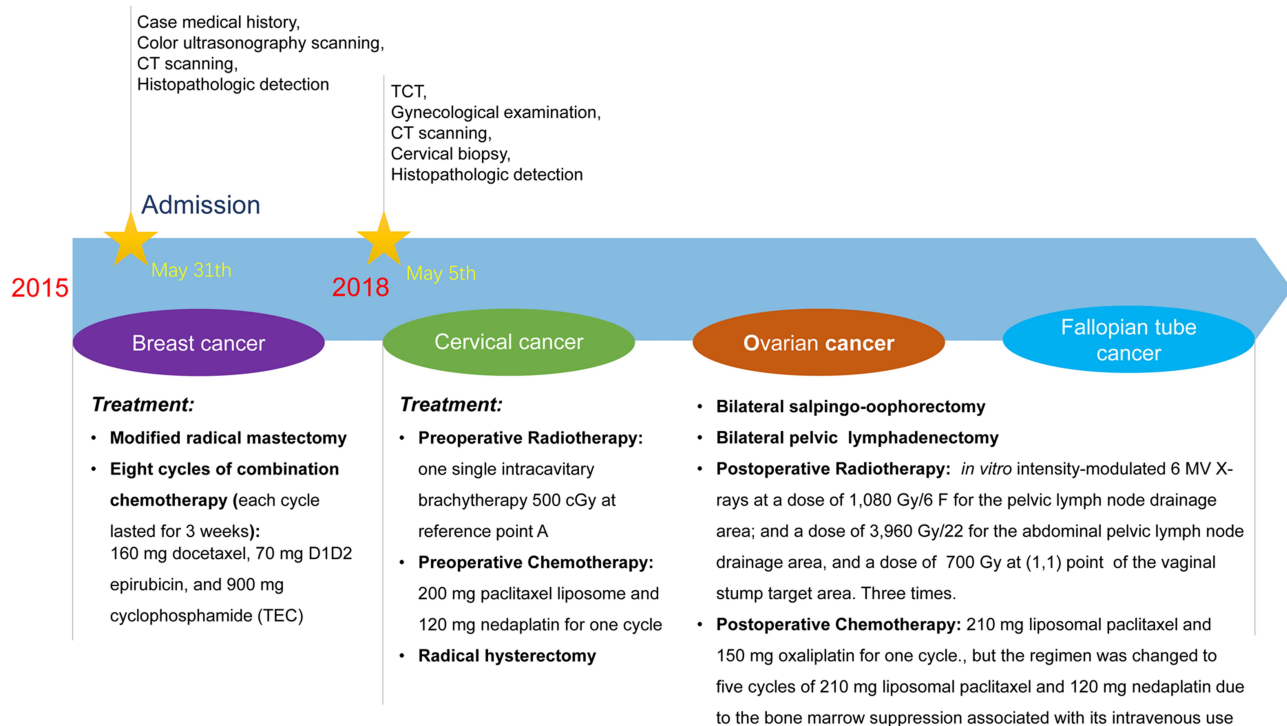 Case medical history,
Color ultrasonography scanning,
CT scanning,
Histopathologic detection
TCT,
Gynecological examination,
CT scanning,
Cervical biopsy,
Histopathologic detection
Admission
2015
May 31th
2018
May 5th
Breast cancer
Cervical cancer
Ovarian cancer
Fallopian tube
cancer
Treatment:
• Modified radical mastectomy
• Eight cycles of combination
chemotherapy (each cycle
lasted for 3 weeks):
160 mg docetaxel, 70 mg D1D2
epirubicin, and 900 mg
cyclophosphamide (TEC)
Treatment:
• Preoperative Radiotherapy:
one single intracavitary
brachytherapy 500 cGy at
reference point A
• Preoperative Chemotherapy:
200 mg paclitaxel liposome and
120 mg nedaplatin for one cycle
• Radical hysterectomy
• Bilateral salpingo-oophorectomy
• Bilateral pelvic lymphadenectomy
• Postoperative Radiotherapy: in vitro intensity-modulated 6 MV X-
rays at a dose of 1,080 Gy/6 F for the pelvic lymph node drainage
area; and a dose of 3,960 Gy/22 for the abdominal pelvic lymph node
drainage area, and a dose of 700 Gy at (1,1) point of the vaginal
stump target area. Three times.
• Postoperative Chemotherapy: 210 mg liposomal paclitaxel and
150 mg oxaliplatin for one cycle., but the regimen was changed to
five cycles of 210 mg liposomal paclitaxel and 120 mg nedaplatin due
to the bone marrow suppression associated with its intravenous use